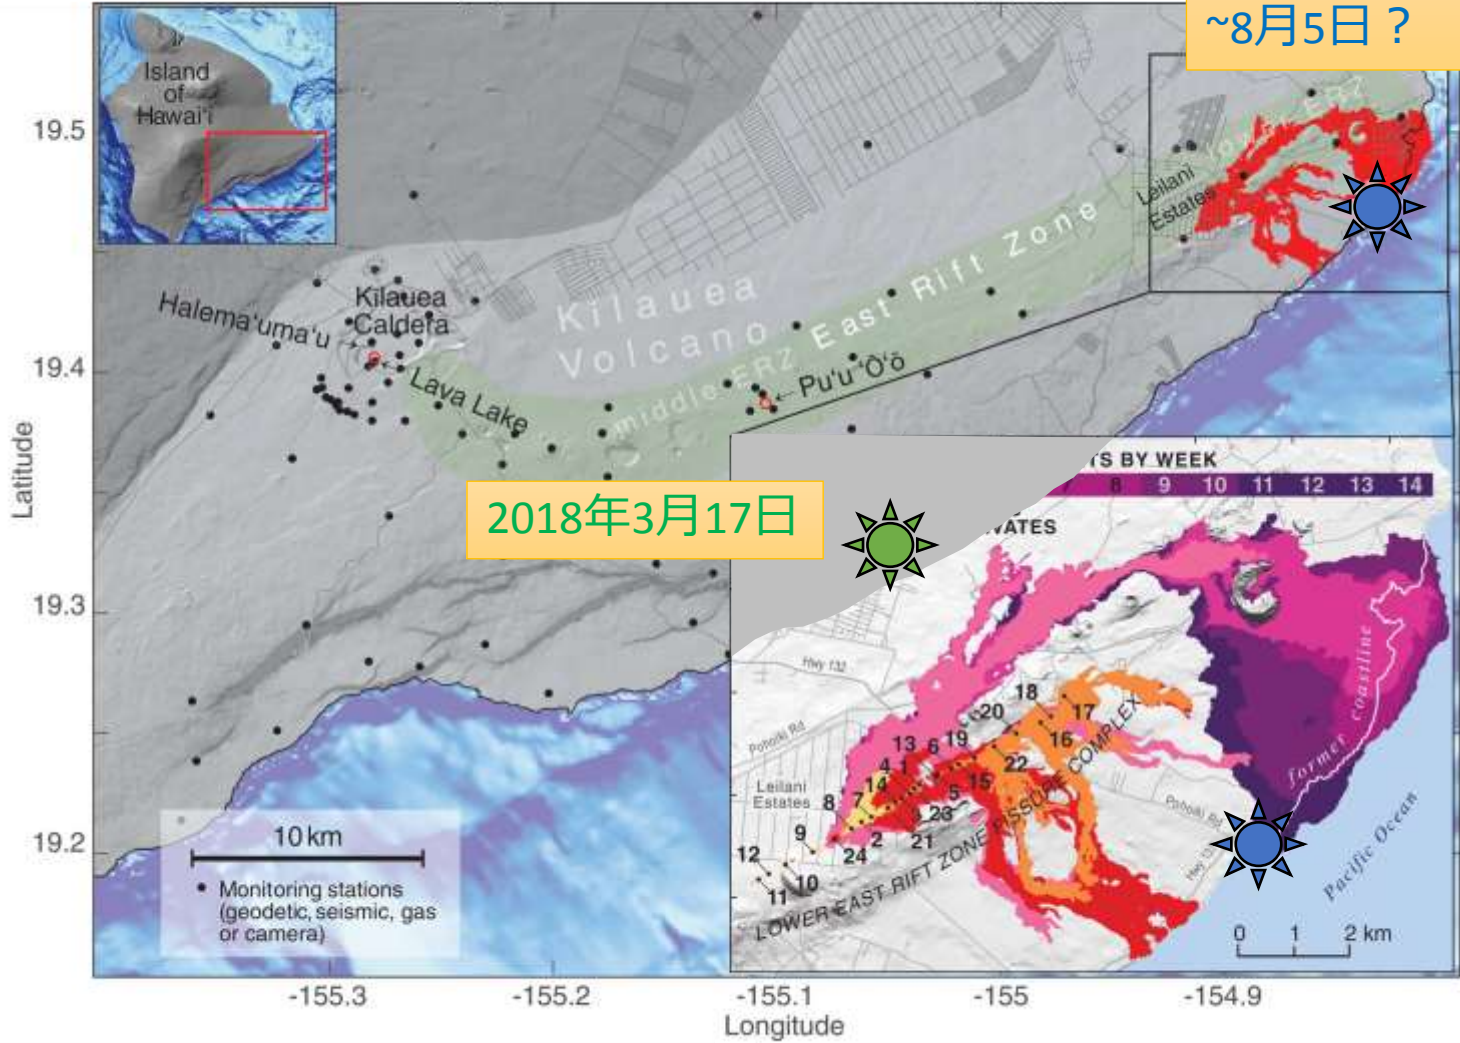 ~8月5日？
Island
of
Hawai‘i
19.5
19.4
19.3
19.2
Latitude
Halema‘uma‘u
Kilauea
Caldera
Lava Lake
Kilauea
Volcano
East Rift Zone
middle ERZ
lower ERZ
Pu‘u ‘Ō‘ō
Leilani
Estates
2018年3月17日
TS BY WEEK
8 9 10 11 12 13 14
VATES
Hwy 132
Pohoiki Rd
Leilani
Estates
18
20
17
13 6 19
16
4 1
22
14
15
7
5
8
23
9
2
21
24
12
10
11
LOWER EAST RIFT ZONE FISSURE COMPLEX
Pohoiki Rd
former coastline
Pacific Ocean
0 1 2 km
10 km
Monitoring stations
(geodetic, seismic, gas
or camera)
-155.3 -155.2 -155.1 -155 -154.9
Longitude